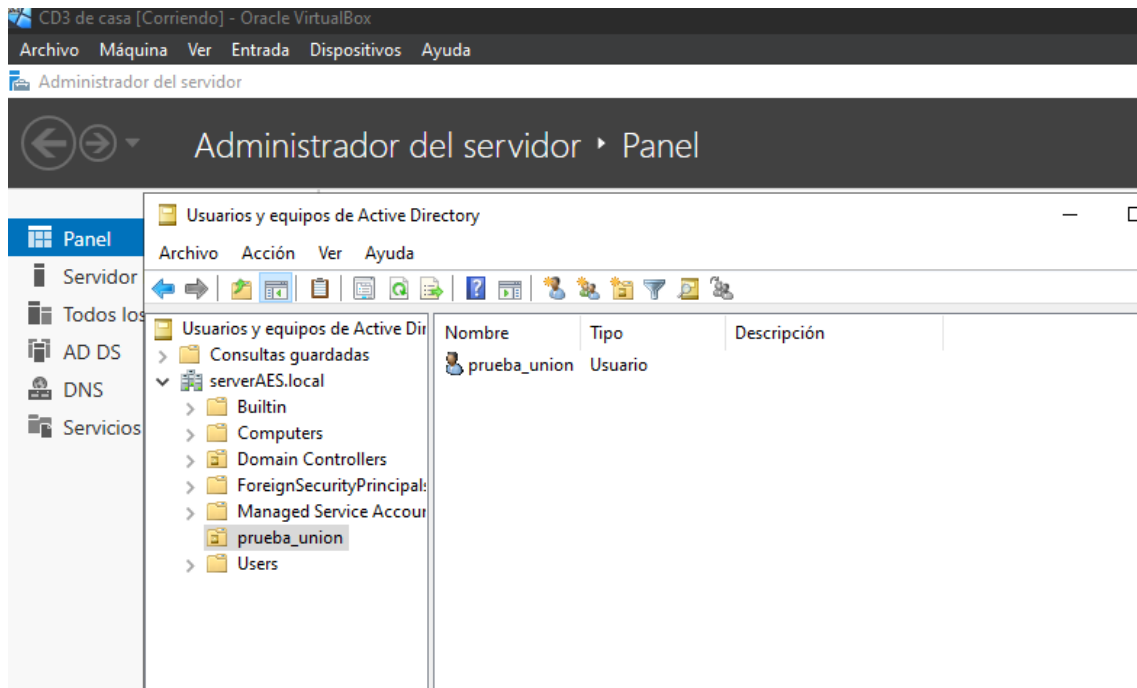 CD3 de casa [Corriendo] - Oracle VirtualBox
Archivo Máquina Ver Entrada Dispositivos Ayuda
Administrador del servidor
Administrador del servidor ‣ Panel
Usuarios y equipos de Active Directory
Archivo Acción Ver Ayuda
Panel
Servidor
Todos los
AD DS
DNS
Servicios
Usuarios y equipos de Active Dir
Consultas guardadas
serverAES.local
Builtin
Computers
Domain Controllers
ForeignSecurityPrincipals
Managed Service Accour
prueba_union
Users
Nombre Tipo Descripción
prueba_union Usuario